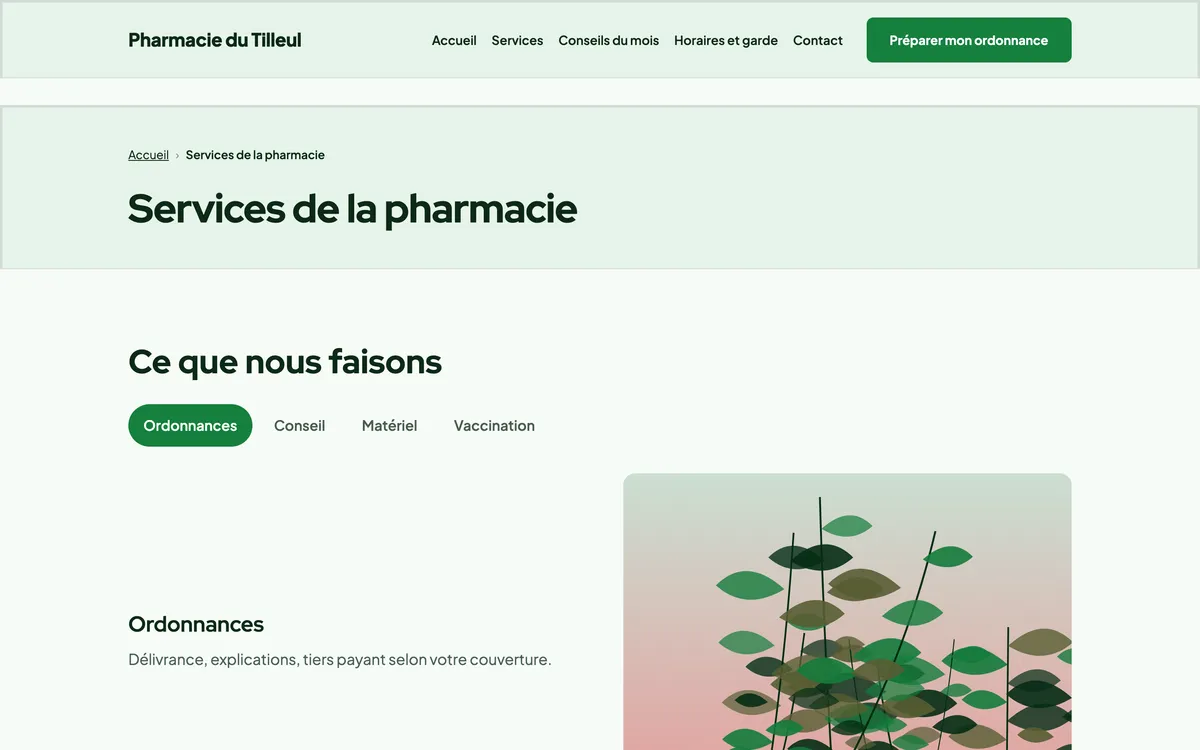 Pharmacie du Tilleul
Accueil Services Conseils du mois Horaires et garde Contact Préparer mon ordonnance
Accueil › Services de la pharmacie
Services de la pharmacie
Ce que nous faisons
Ordonnances Conseil Matériel Vaccination
Ordonnances
Délivrance, explications, tiers payant selon votre couverture.